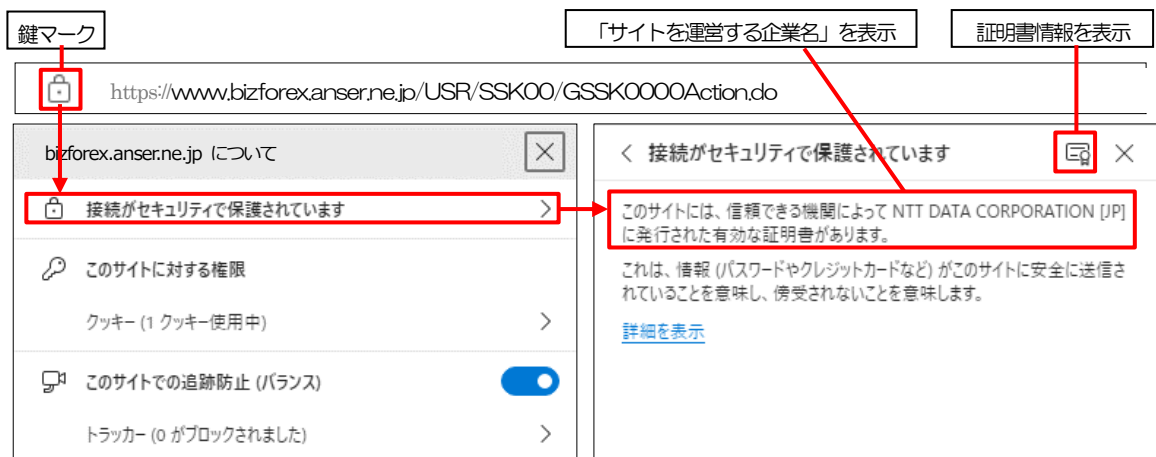 鍵マーク
「サイトを運営する企業名」を表示
証明書情報を表示
https://www.bizforex.anser.ne.jp/USR/SSK00/GSSK0000Action.do
bizforex.anser.ne.jp について
接続がセキュリティで保護されています
このサイトに対する権限
クッキー (1 クッキー使用中)
このサイトでの追跡防止 (バランス)
トラッカー (0 がブロックされました)
接続がセキュリティで保護されています
このサイトには、信頼できる機関によって NTT DATA CORPORATION [JP]
に発行された有効な証明書があります。
これは、情報 (パスワードやクレジットカードなど) がこのサイトに安全に送信さ
れていることを意味し、傍受されないことを意味します。
詳細を表示